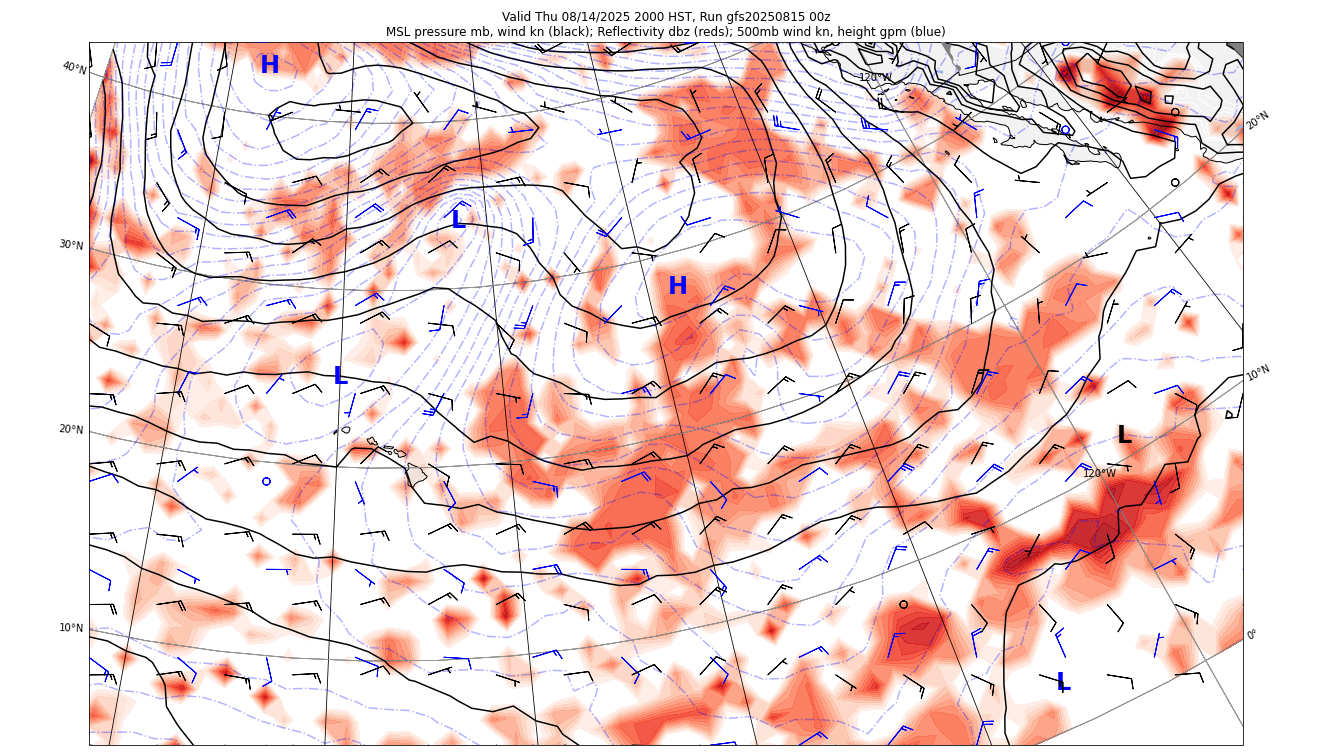 Valid Thu 08/14/2025 2000 HST, Run gfs20250815 00z
MSL pressure mb, wind kn (black); Reflectivity dbz (reds); 500mb wind kn, height gpm (blue)
40°N
H
120°W
0
20°N
30°N
L
H
L
10°N
20°N
L
120°W
10°N
0°
L